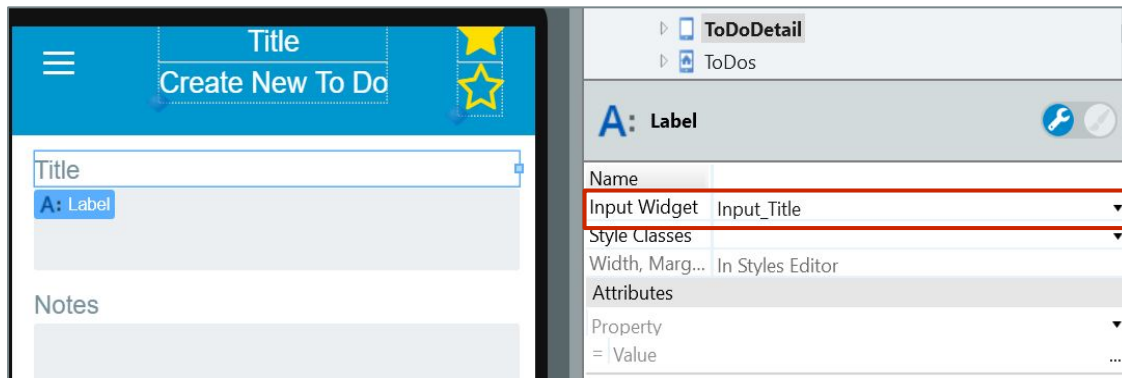 Title
Create New To Do
Title
A: Label
Notes
ToDoDetail
ToDos
A: Label
Name
Input Widget Input_Title
Style Classes
Width, Marg... In Styles Editor
Attributes
Property
= Value ...